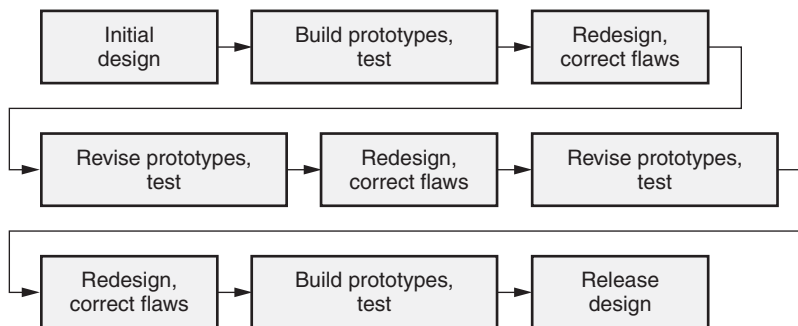 Initial
design
Build prototypes,
test
Redesign,
correct flaws
Revise prototypes,
test
Redesign,
correct flaws
Revise prototypes,
test
Redesign,
correct flaws
Build prototypes,
test
Release
design